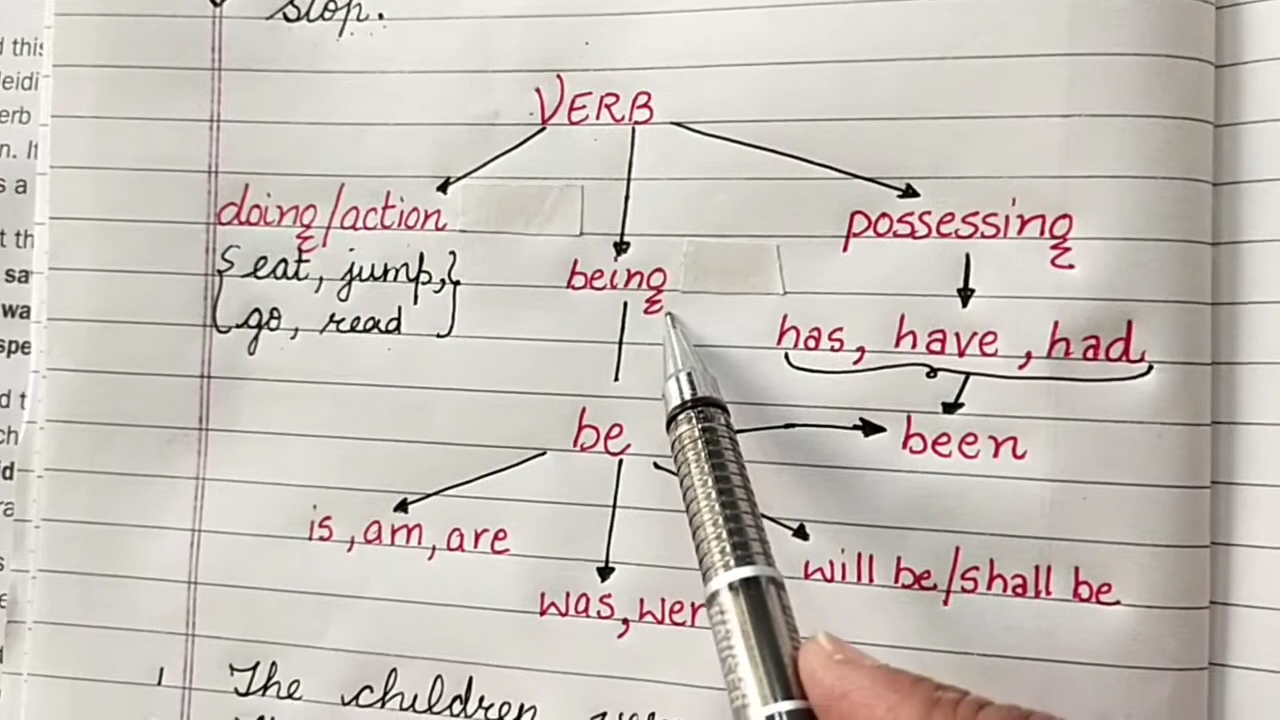 stop.
VERB
doing/action
possessing
{eat, jump,}
being
{go, read}
has, have, had
be
been
is, am, are
will be/shall be
was, wer
1 The children